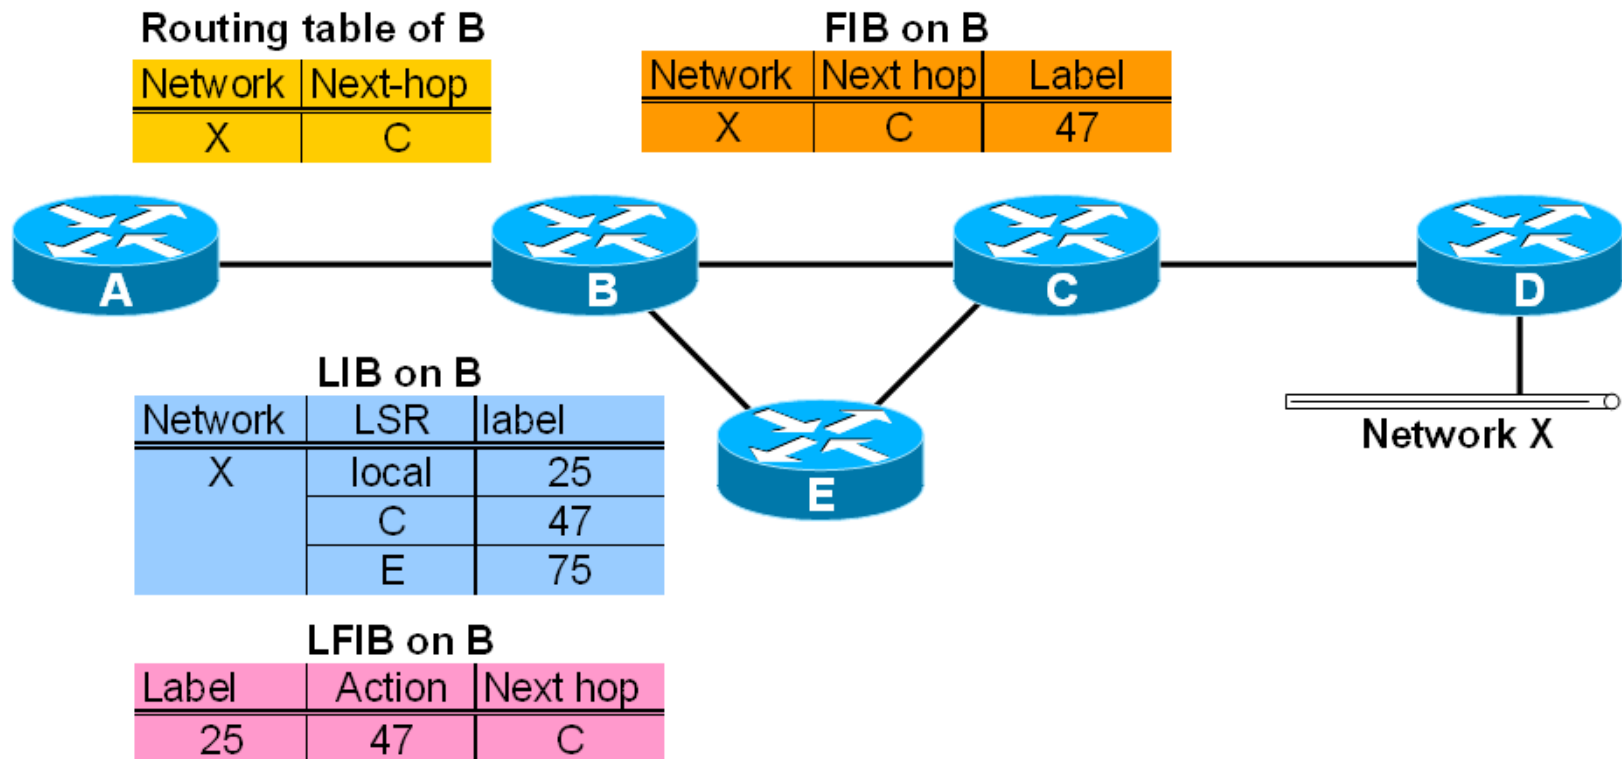 Routing table of B
Network Next-hop
X C
FIB on B
Network Next hop Label
X C 47
A
B
C
D
E
Network X
LIB on B
Network LSR label
X local 25
C 47
E 75
LFIB on B
Label Action Next hop
25 47 C